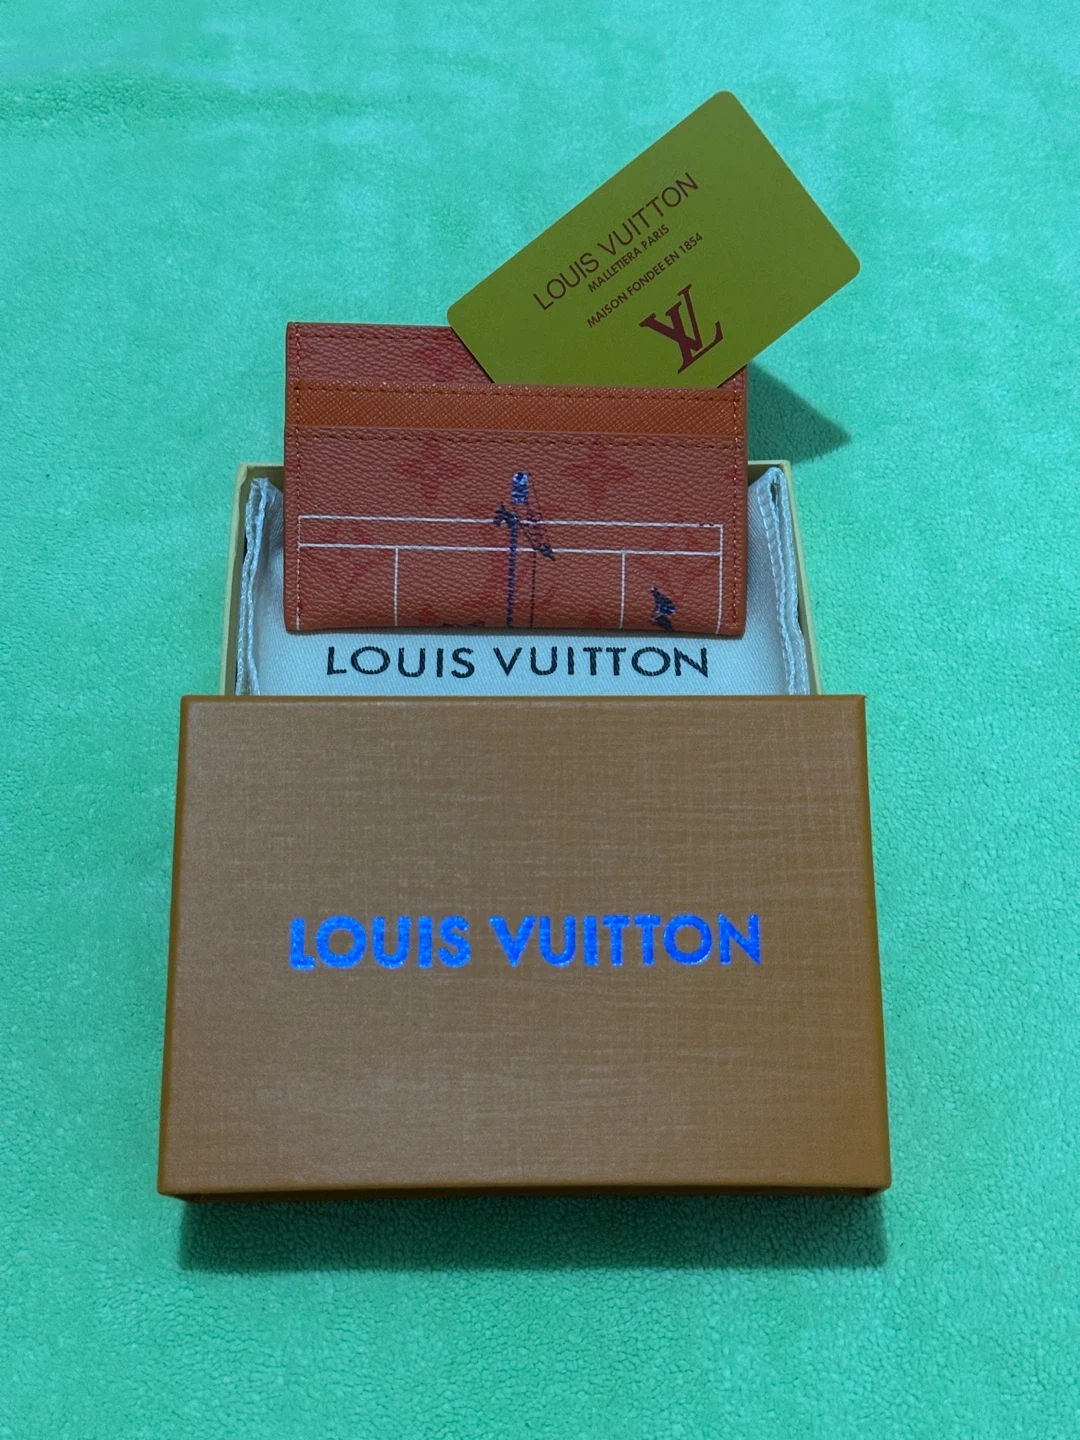 LOUIS VUITTON
MALLETIERA PARIS
MAISON FONDEE EN 1854
LV
LOUIS VUITTON
LOUIS VUITTON